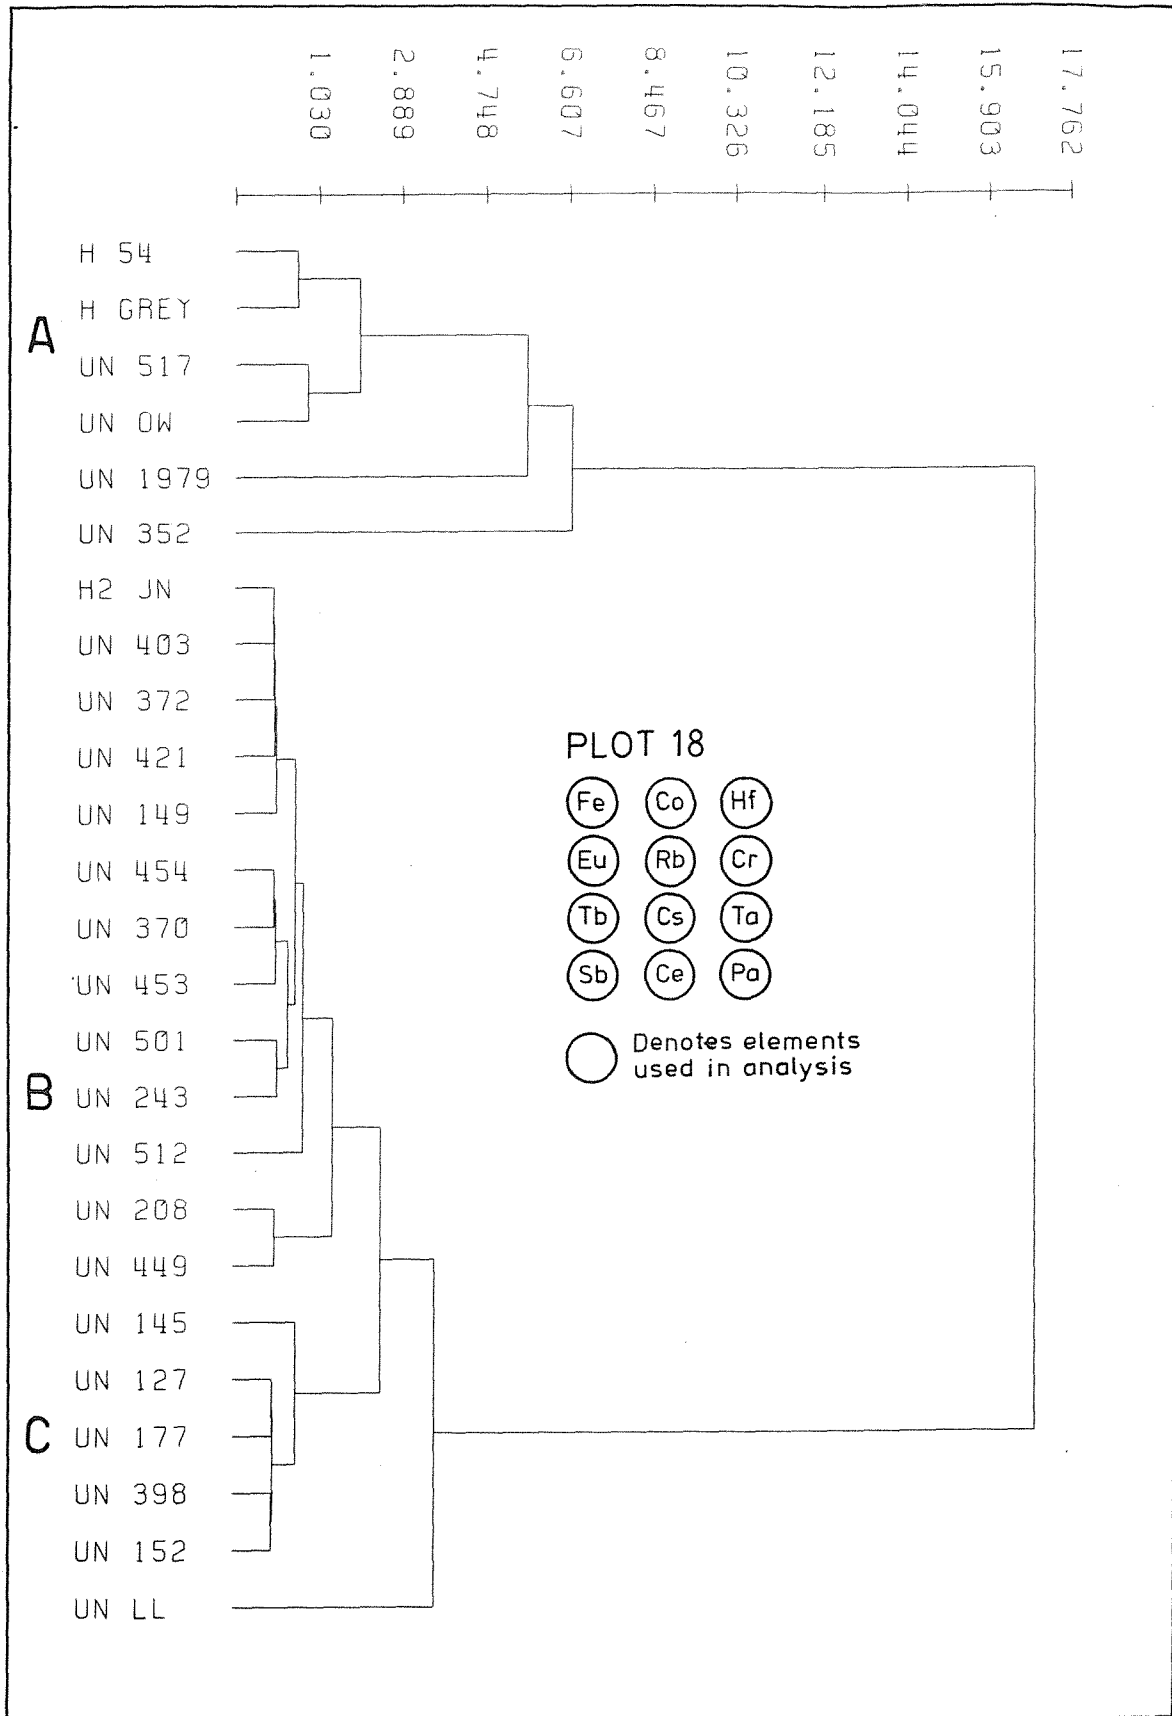 1.030 2.889 4.748 6.607 8.467 10.326 12.185 14.044 15.903 17.762
H 54
H GREY
A
UN 517
UN OW
UN 1979
UN 352
H2 JN
UN 403
UN 372
UN 421
UN 149
UN 454
UN 370
UN 453
UN 501
B
UN 243
UN 512
UN 208
UN 449
UN 145
UN 127
C
UN 177
UN 398
UN 152
UN LL
PLOT 18
Fe Co Hf
Eu Rb Cr
Tb Cs Ta
Sb Ce Pa
Denotes elements
used in analysis